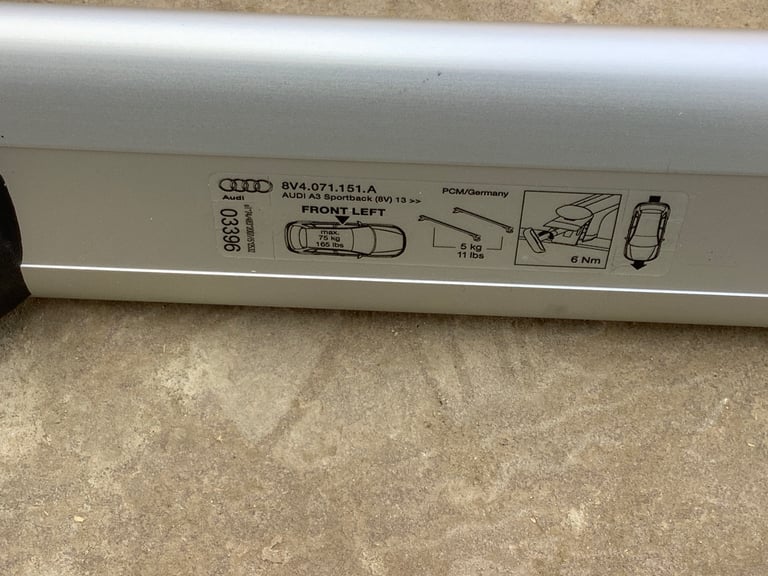 Audi
03396
8V4.071.151.A
AUDI A3 Sportback (8V) 13 >>
FRONT LEFT
max.
75 kg
165 lbs
PCM/Germany
5 kg
11 lbs
6 Nm